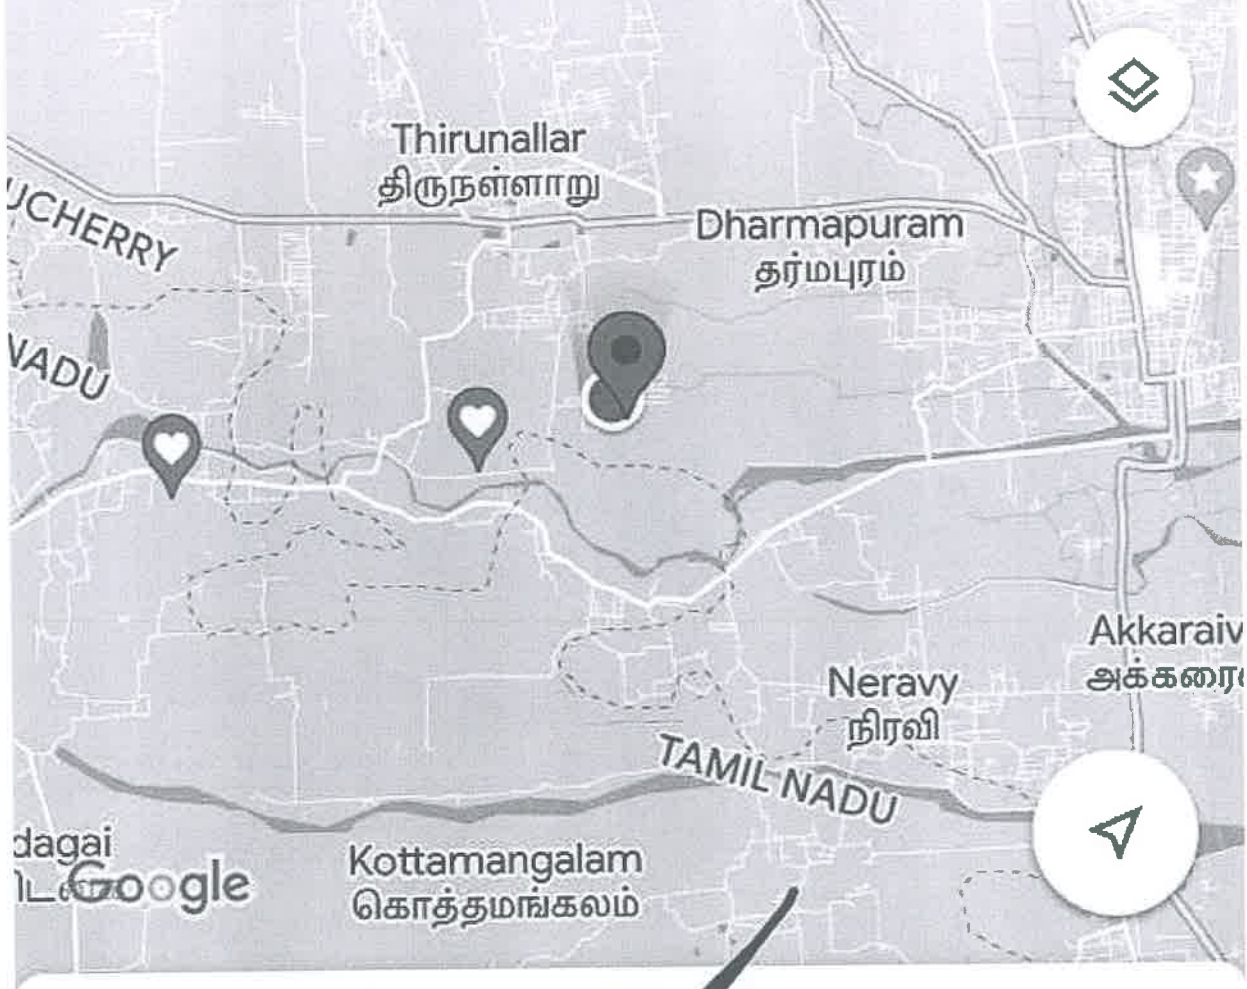 Thirunallar
திருநள்ளாறு
UCHERRY
Dharmapuram
தர்மபுரம்
NADU
Akkaraiv
அக்கரை
Neravy
நிரவி
TAMIL NADU
dagai
Google
Kottamangalam
கொத்தமங்கலம்